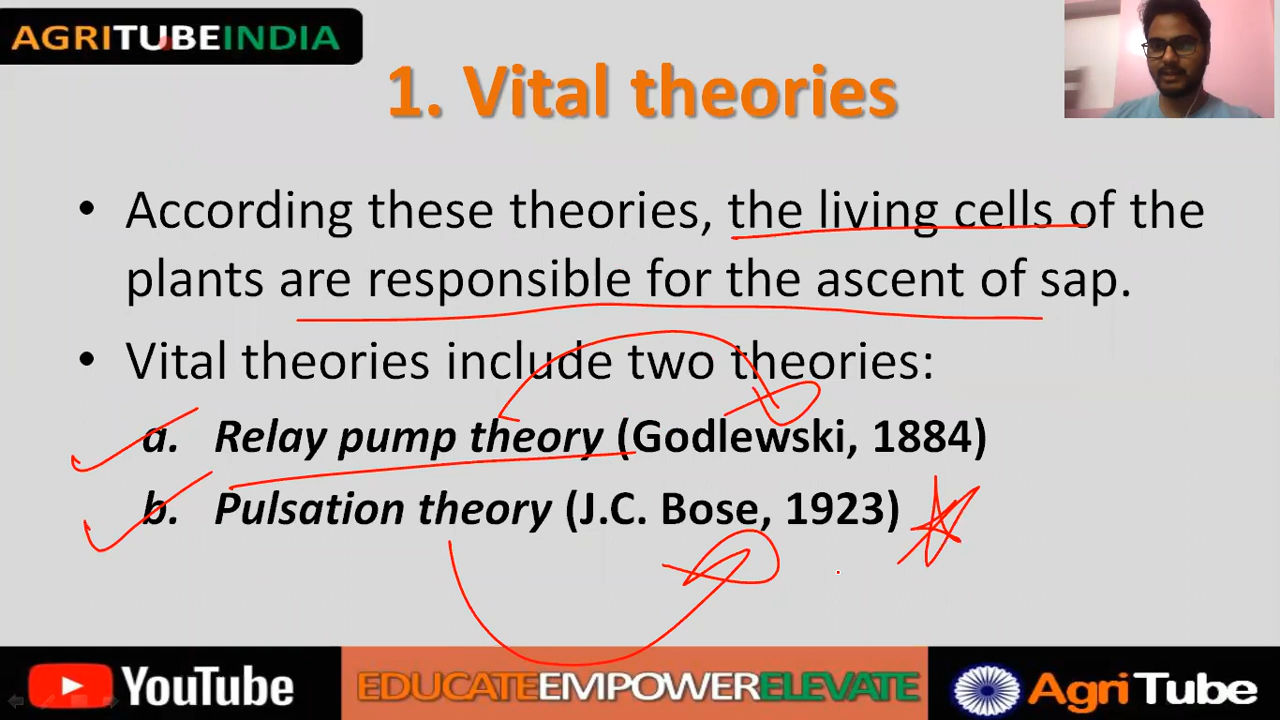 AGRITUBEINDIA
1. Vital theories
• According these theories, the living cells of the
plants are responsible for the ascent of sap.
• Vital theories include two theories:
a. Relay pump theory (Godlewski, 1884)
b. Pulsation theory (J.C. Bose, 1923)
YouTube
EDUCATEEMPOWERELEVATE
AgriTube